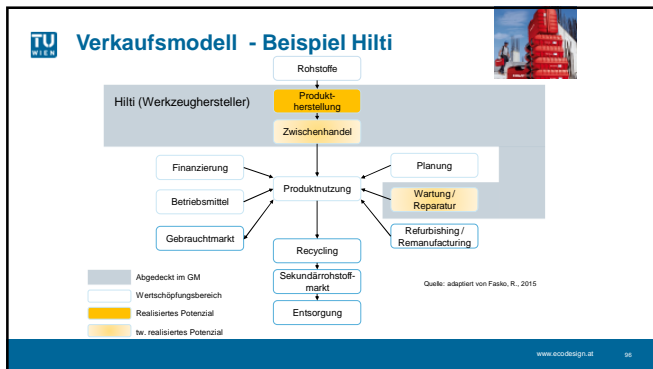 TU
WIEN
Verkaufsmodell - Beispiel Hilti
Rohstoffe
Hilti (Werkzeughersteller)
Produkt-
herstellung
Zwischenhandel
Finanzierung
Planung
Produktnutzung
Betriebsmittel
Wartung /
Reparatur
Gebrauchtmarkt
Refurbishing /
Remanufacturing
Recycling
Sekundärrohstoff-
markt
Entsorgung
Abgedeckt im GM
Wertschöpfungsbereich
Realisiertes Potenzial
tw. realisiertes Potenzial
Quelle: adaptiert von Fasko, R., 2015
www.ecodesign.at
98